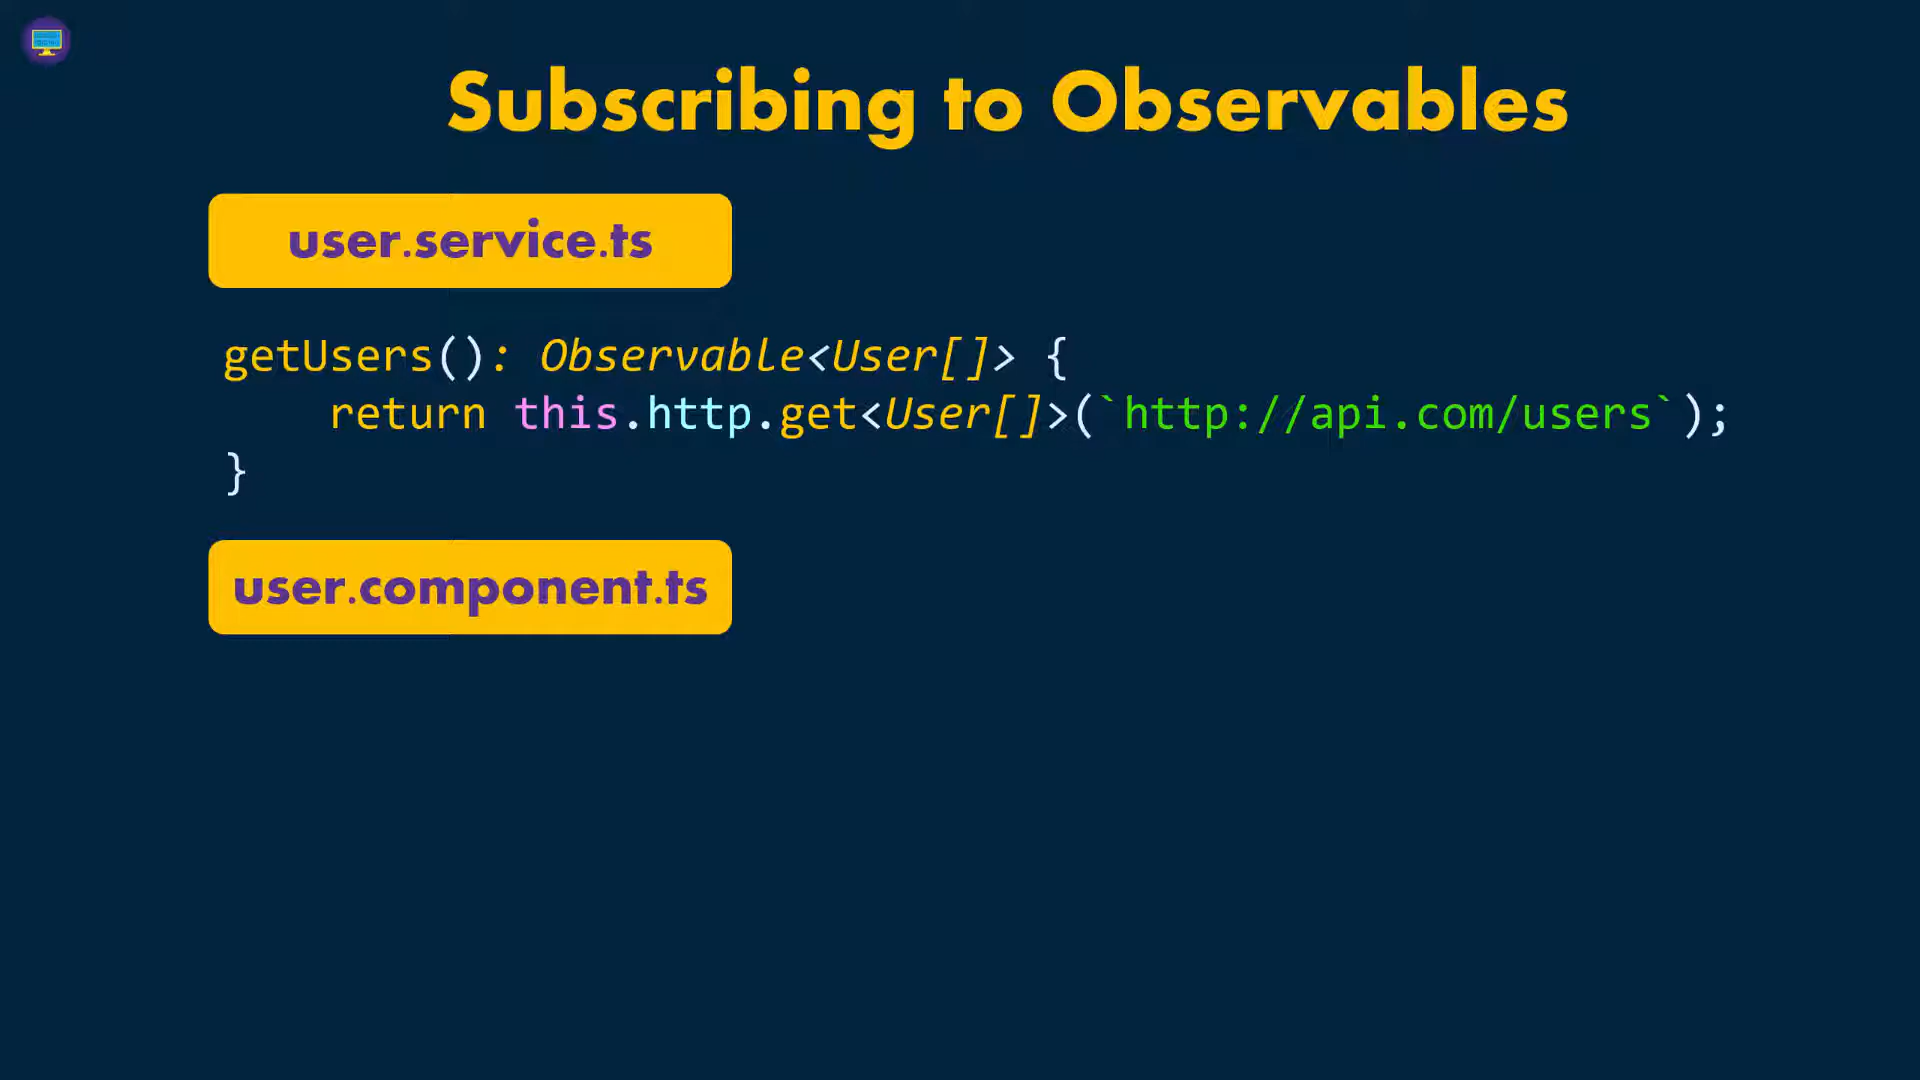 Subscribing to Observables
user.service.ts
getUsers(): Observable<User[]> {
    return this.http.get<User[]>(`http://api.com/users`);
}
user.component.ts